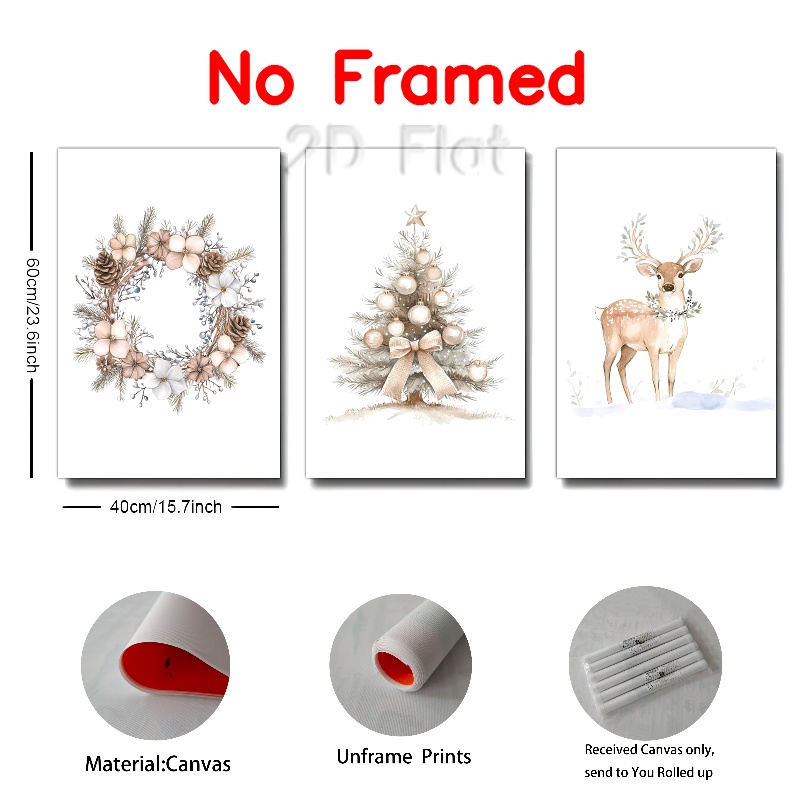 No Framed
2D Flat
60cm/23.6inch
40cm/15.7inch
Material:Canvas
Unframe Prints
Received Canvas only,
send to You Rolled up